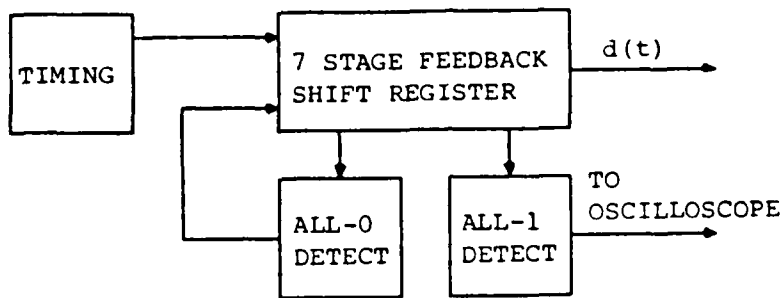 TIMING
7 STAGE FEEDBACK
SHIFT REGISTER
d(t)
ALL-0
DETECT
ALL-1
DETECT
TO
OSCILLOSCOPE